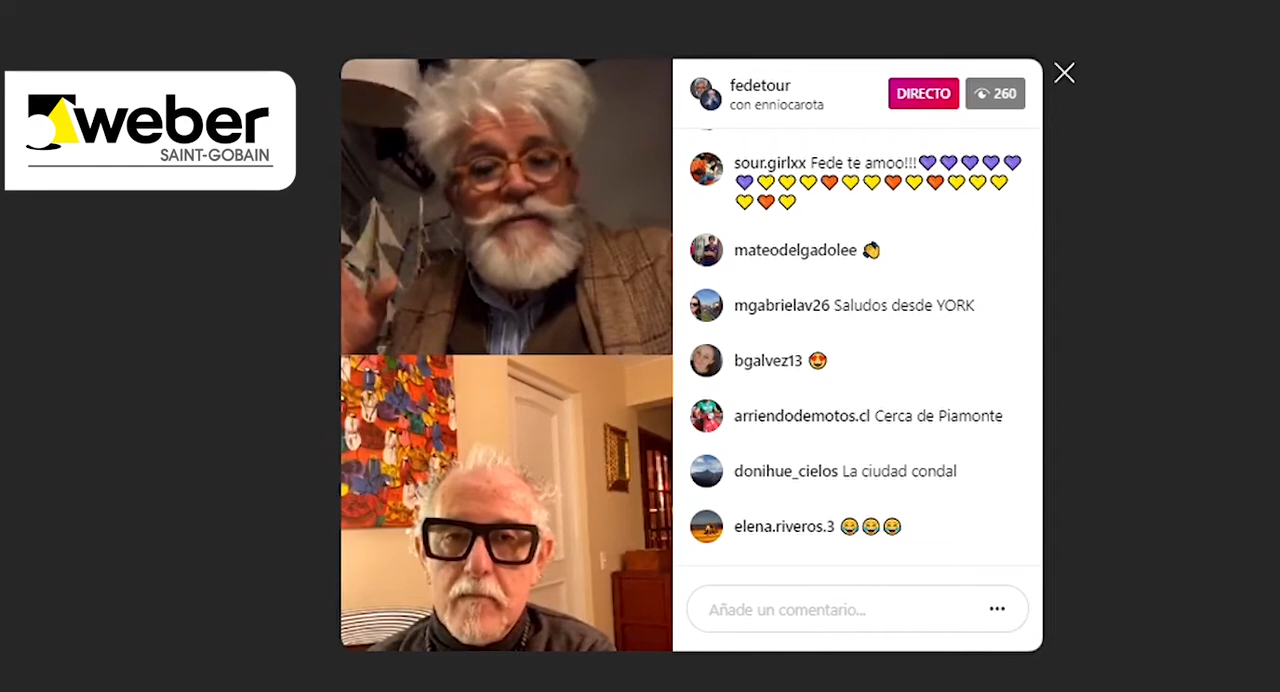 weber
SAINT-GOBAIN
fedetour
con enniocarota
DIRECTO
260
sour.girlxx Fede te amoo!!!💜💜💜💜💜
💜💛💛💛🧡💛💛🧡💛🧡💛💛💛
💛🧡💛
mateodelgadolee 👏
mgabrielav26 Saludos desde YORK
bgalvez13 😍
arriendodemotos.cl Cerca de Piamonte
donihue_cielos La ciudad condal
elena.riveros.3 😂😂😂
Añade un comentario...